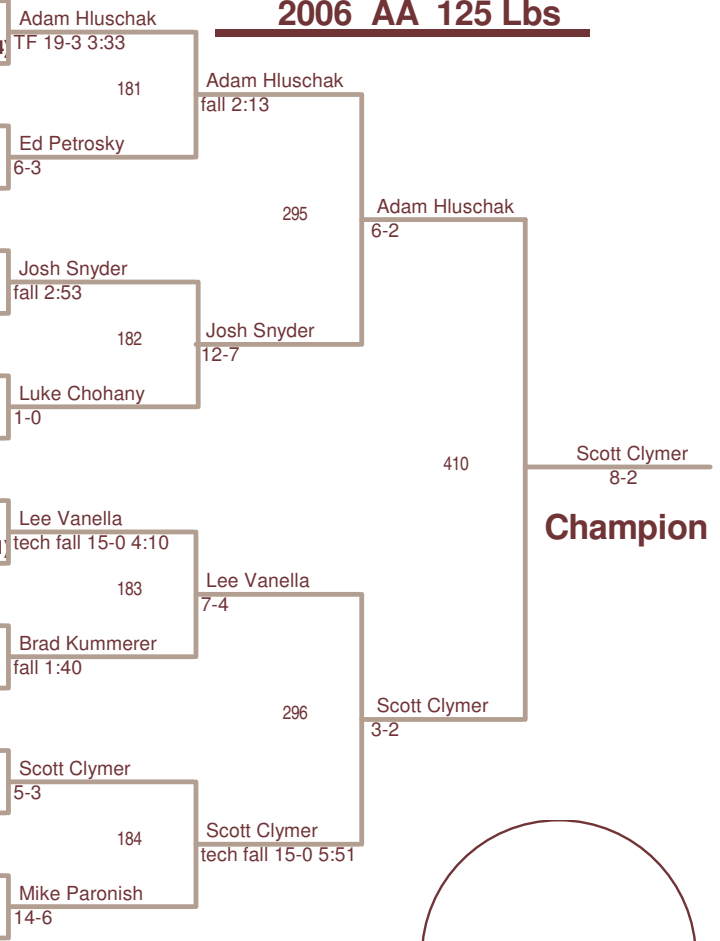 2006 AA 125 Lbs
Adam Hluschak
TF 19-3 3:33
181
Adam Hluschak
fall 2:13
Ed Petrosky
6-3
295
Adam Hluschak
6-2
Josh Snyder
fall 2:53
182
Josh Snyder
12-7
Luke Chohany
1-0
410
Scott Clymer
8-2
Champion
Lee Vanella
tech fall 15-0 4:10
183
Lee Vanella
7-4
Brad Kummerer
fall 1:40
296
Scott Clymer
3-2
Scott Clymer
5-3
184
Scott Clymer
tech fall 15-0 5:51
Mike Paronish
14-6